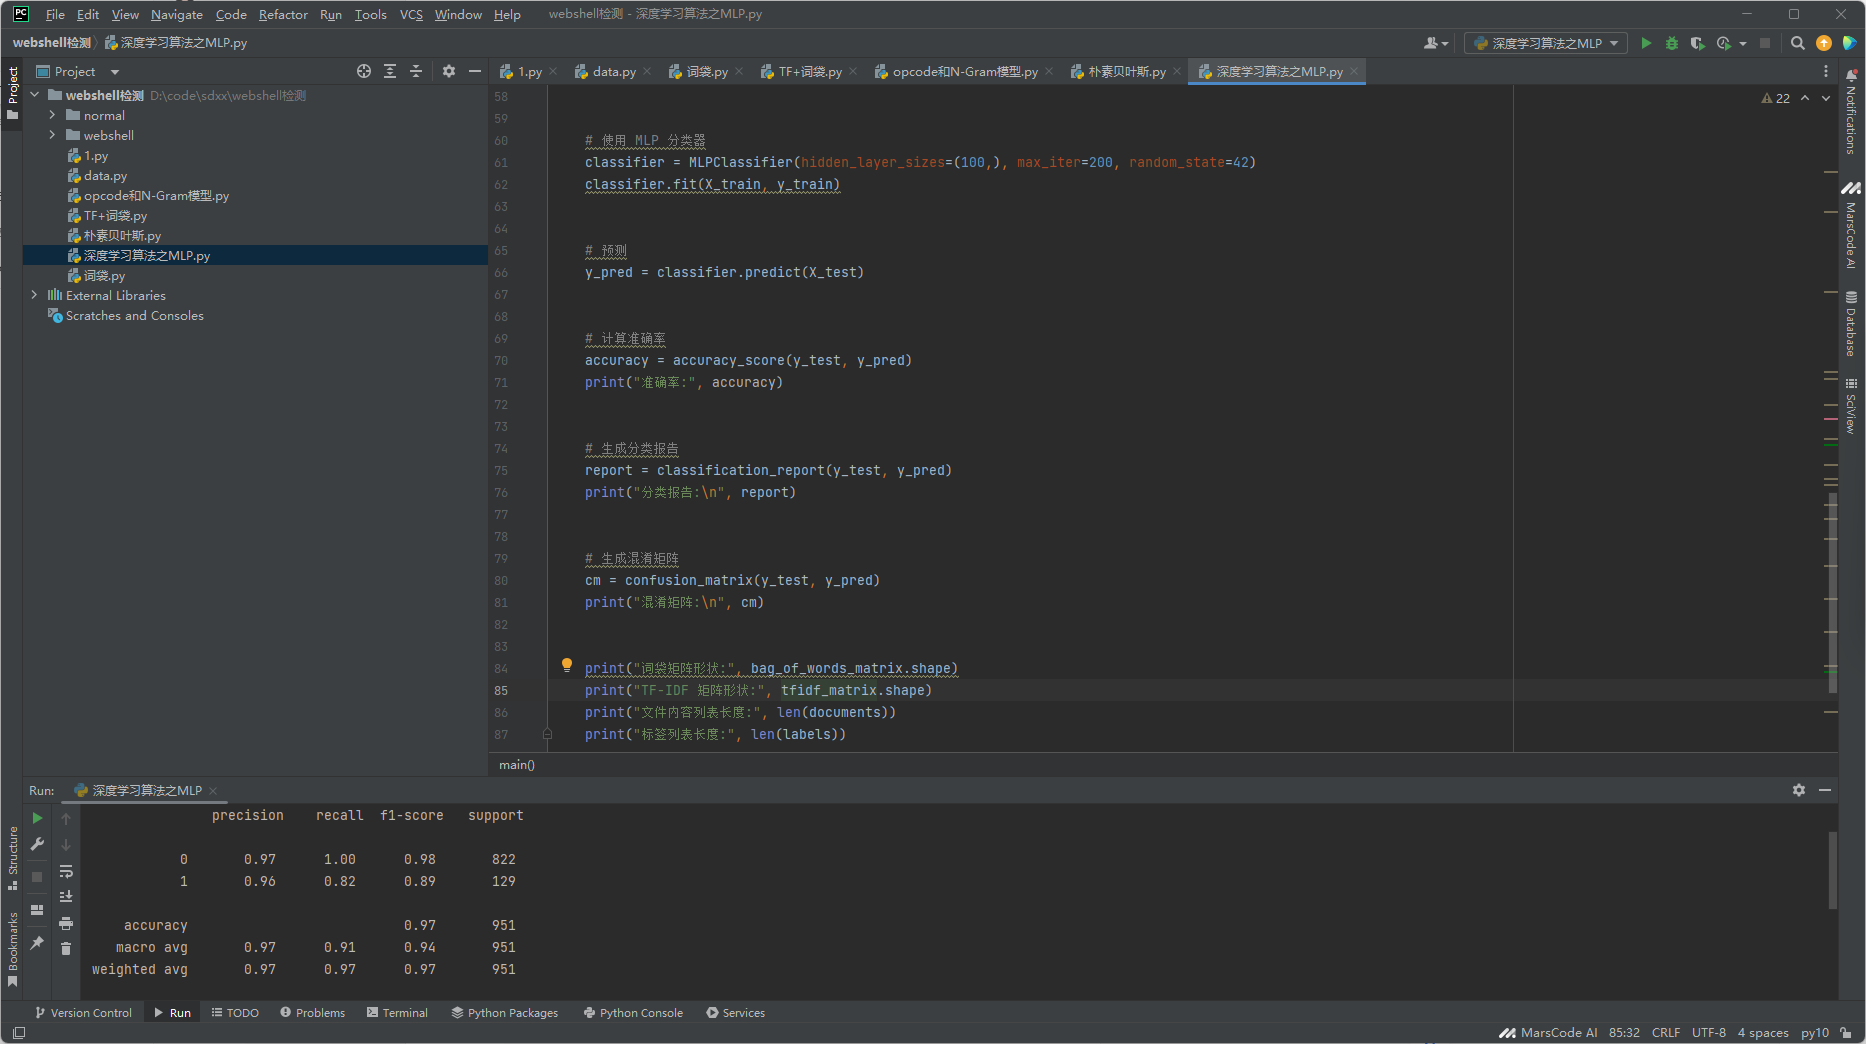 File Edit View Navigate Code Refactor Run Tools VCS Window Help webshell检测 - 深度学习算法之MLP.py
webshell检测 深度学习算法之MLP.py 深度学习算法之MLP
Project 1.py data.py 词袋.py TF+词袋.py opcode和N-Gram模型.py 朴素贝叶斯.py 深度学习算法之MLP.py
Project
webshell检测 D:\code\sdxx\webshell检测
normal
webshell
1.py
data.py
opcode和N-Gram模型.py
TF+词袋.py
朴素贝叶斯.py
深度学习算法之MLP.py
词袋.py
External Libraries
Scratches and Consoles
22
58
59
60 # 使用 MLP 分类器
61 classifier = MLPClassifier(hidden_layer_sizes=(100,), max_iter=200, random_state=42)
62 classifier.fit(X_train, y_train)
63
64
65 # 预测
66 y_pred = classifier.predict(X_test)
67
68
69 # 计算准确率
70 accuracy = accuracy_score(y_test, y_pred)
71 print("准确率:", accuracy)
72
73
74 # 生成分类报告
75 report = classification_report(y_test, y_pred)
76 print("分类报告:\n", report)
77
78
79 # 生成混淆矩阵
80 cm = confusion_matrix(y_test, y_pred)
81 print("混淆矩阵:\n", cm)
82
83
84 print("词袋矩阵形状:", bag_of_words_matrix.shape)
85 print("TF-IDF 矩阵形状:", tfidf_matrix.shape)
86 print("文件内容列表长度:", len(documents))
87 print("标签列表长度:", len(labels))
main()
Notifications
MarsCode AI
Database
SciView
Run: 深度学习算法之MLP
precision recall f1-score support
0 0.97 1.00 0.98 822
1 0.96 0.82 0.89 129
accuracy 0.97 951
macro avg 0.97 0.91 0.94 951
weighted avg 0.97 0.97 0.97 951
Structure
Bookmarks
Version Control Run TODO Problems Terminal Python Packages Python Console Services
MarsCode AI 85:32 CRLF UTF-8 4 spaces py10